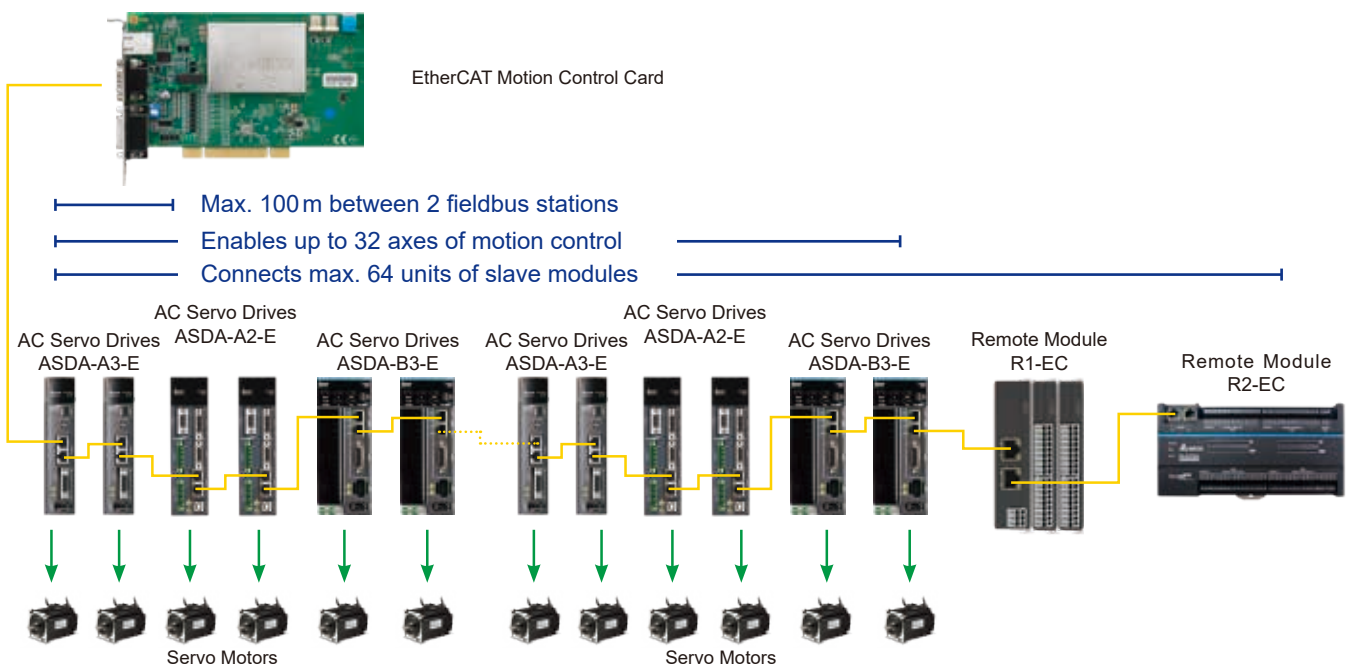 EtherCAT Motion Control Card
Max. 100 m between 2 fieldbus stations
Enables up to 32 axes of motion control
Connects max. 64 units of slave modules
AC Servo Drives
ASDA-A3-E
AC Servo Drives
ASDA-A2-E
AC Servo Drives
ASDA-B3-E
AC Servo Drives
ASDA-A3-E
AC Servo Drives
ASDA-A2-E
AC Servo Drives
ASDA-B3-E
Remote Module
R1-EC
Remote Module
R2-EC
Servo Motors
Servo Motors